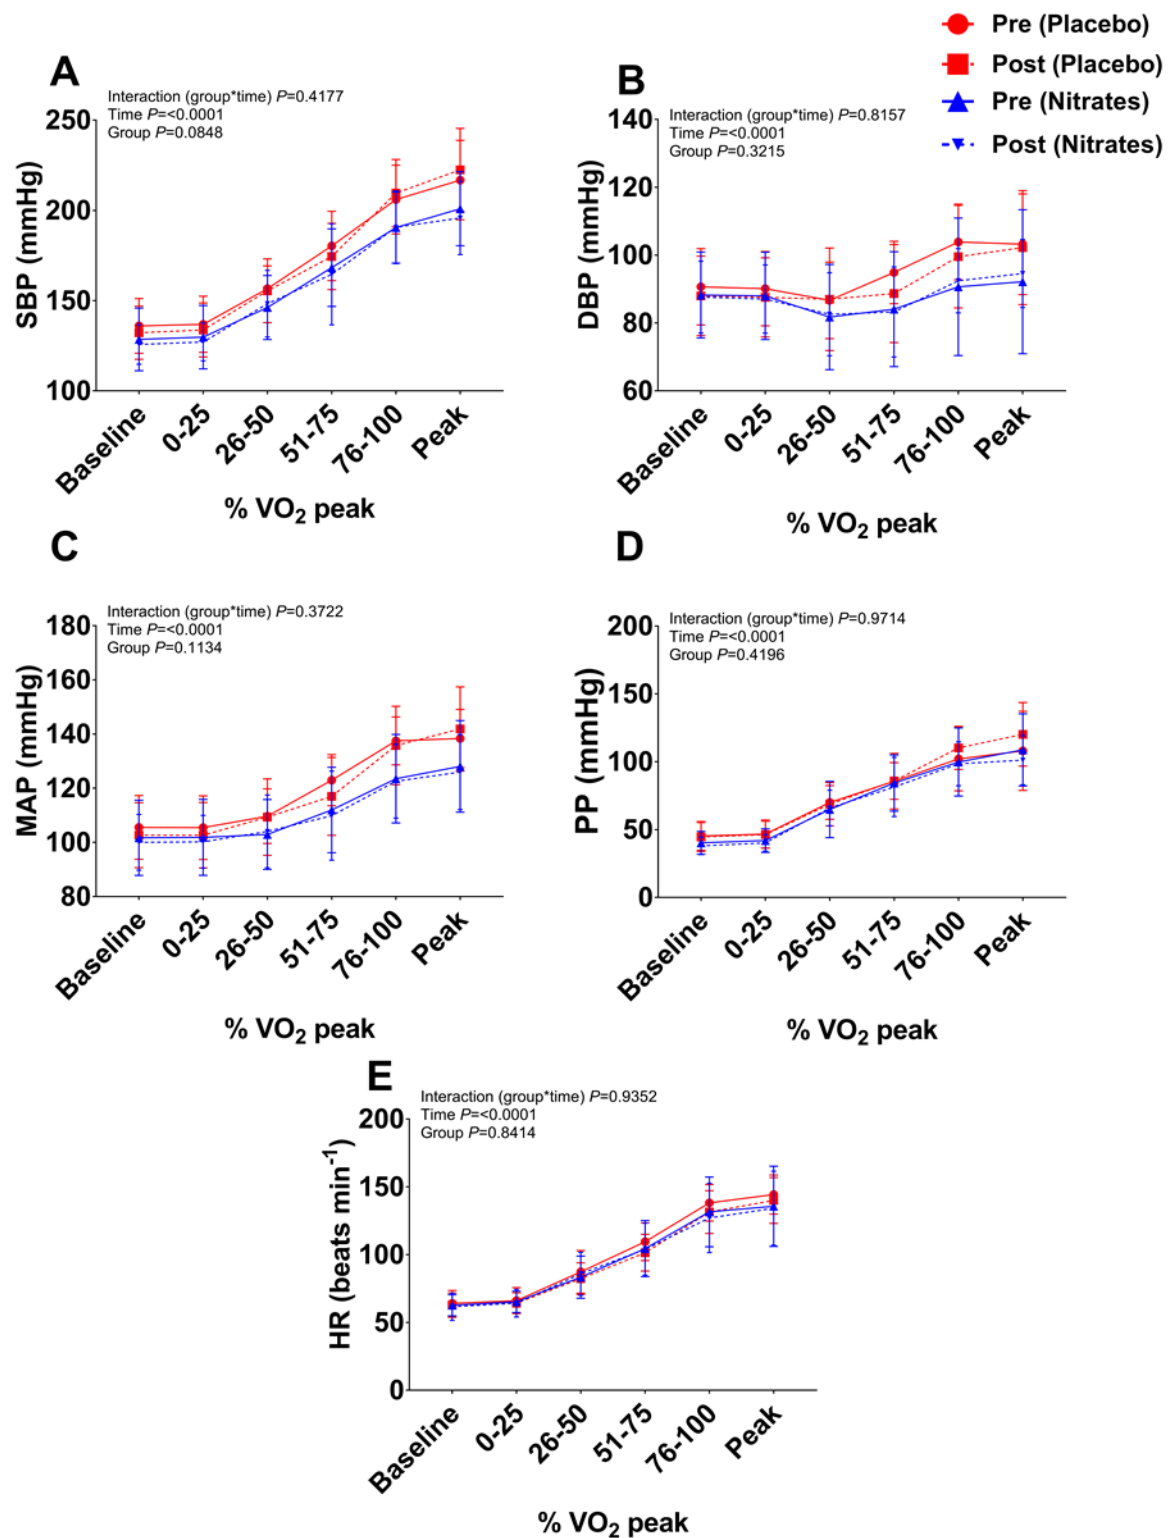 Pre (Placebo)
Post (Placebo)
Pre (Nitrates)
Post (Nitrates)
A
Interaction (group*time) P=0.4177
Time P=<0.0001
Group P=0.0848
SBP (mmHg)
250
200
150
100
Baseline
0-25
26-50
51-75
76-100
Peak
% VO2 peak
B
Interaction (group*time) P=0.8157
Time P=<0.0001
Group P=0.3215
DBP (mmHg)
140
120
100
80
60
Baseline
0-25
26-50
51-75
76-100
Peak
% VO2 peak
C
Interaction (group*time) P=0.3722
Time P=<0.0001
Group P=0.1134
MAP (mmHg)
180
160
140
120
100
80
Baseline
0-25
26-50
51-75
76-100
Peak
% VO2 peak
D
Interaction (group*time) P=0.9714
Time P=<0.0001
Group P=0.4196
PP (mmHg)
200
150
100
50
0
Baseline
0-25
26-50
51-75
76-100
Peak
% VO2 peak
E
Interaction (group*time) P=0.9352
Time P=<0.0001
Group P=0.8414
HR (beats min-1)
200
150
100
50
0
Baseline
0-25
26-50
51-75
76-100
Peak
% VO2 peak